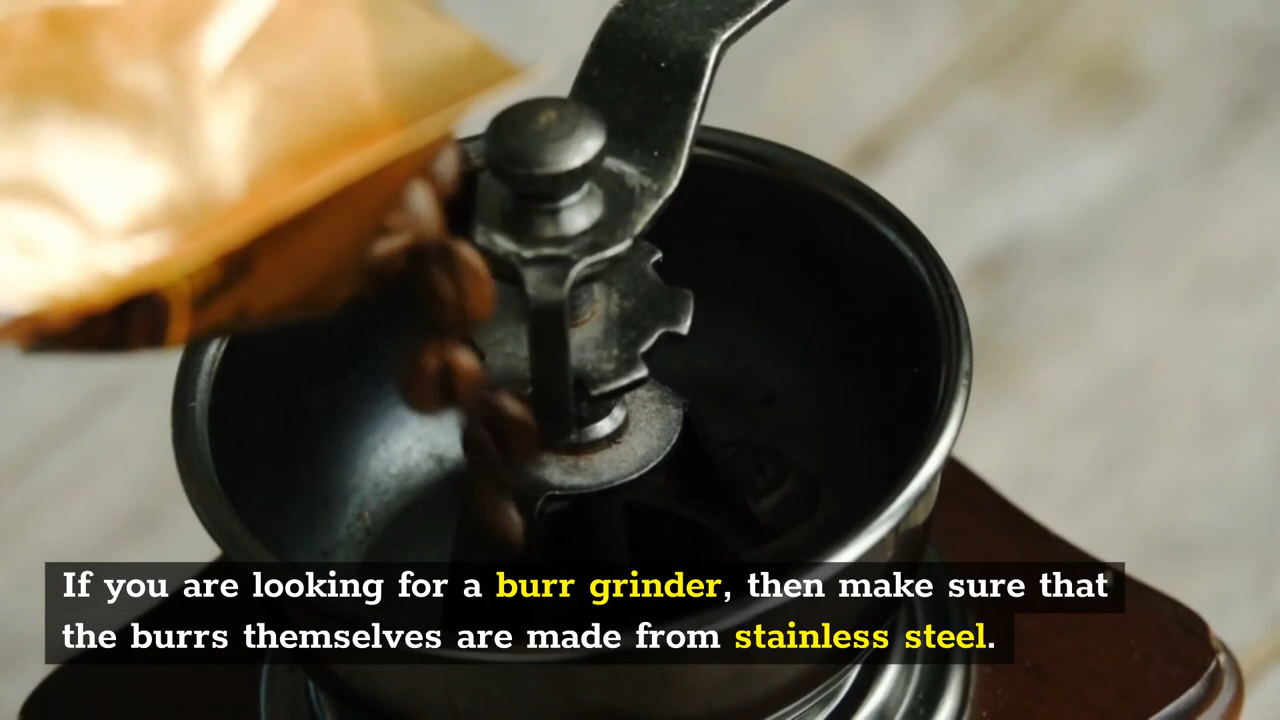 If you are looking for a burr grinder, then make sure that
the burrs themselves are made from stainless steel.